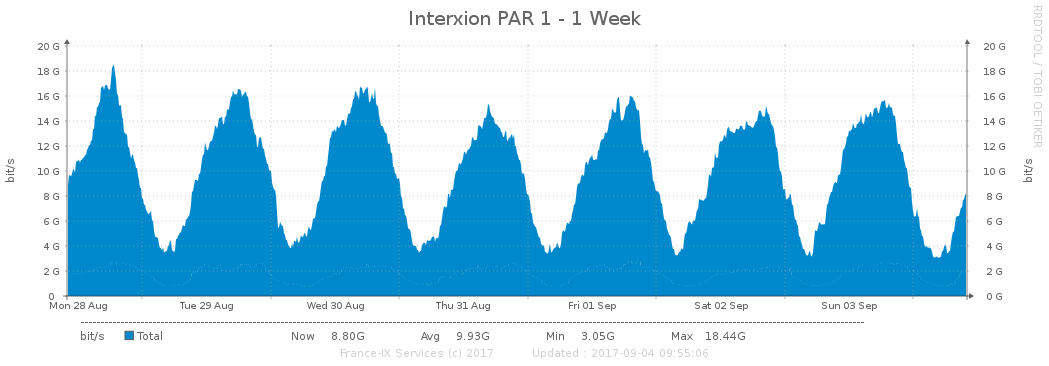 Interxion PAR 1 - 1 Week
RRDTOOL / TOBI OETIKER
20 G 20 G
18 G 18 G
16 G 16 G
14 G 14 G
12 G 12 G
10 G 10 G
8 G 8 G
6 G 6 G
4 G 4 G
2 G 2 G
0 0 G
bit/s bit/s
Mon 28 Aug Tue 29 Aug Wed 30 Aug Thu 31 Aug Fri 01 Sep Sat 02 Sep Sun 03 Sep
bit/s Total Now 8.80G Avg 9.93G Min 3.05G Max 18.44G
France-IX Services (c) 2017 Updated : 2017-09-04 09:55:06